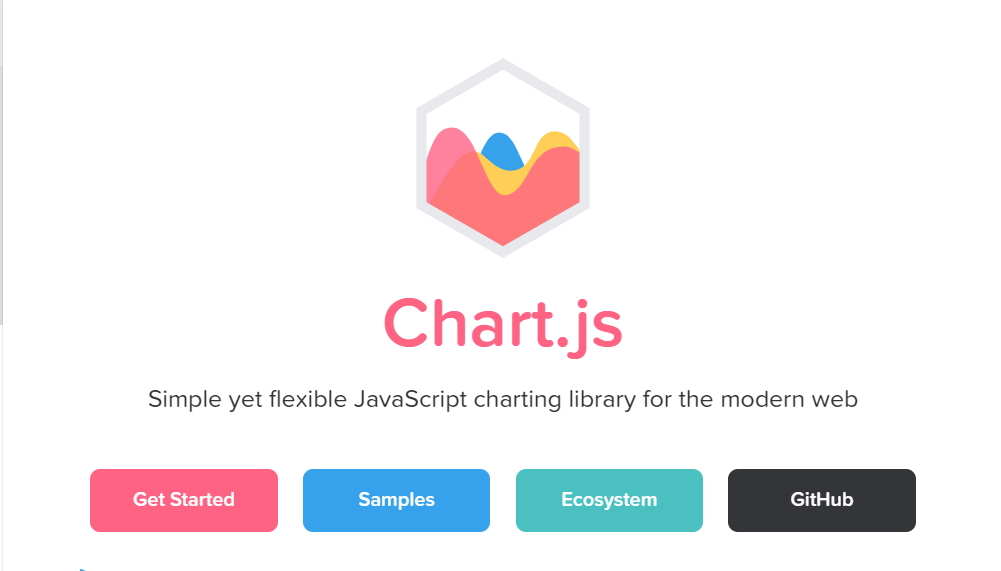 Chart.js
Simple yet flexible JavaScript charting library for the modern web
Get Started
Samples
Ecosystem
GitHub